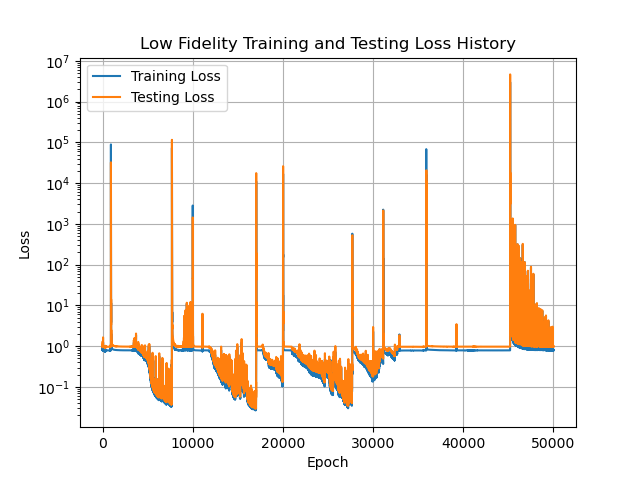 Low Fidelity Training and Testing Loss History
Training Loss
Testing Loss
10^7
10^6
10^5
10^4
10^3
10^2
10^1
10^0
10^−1
Loss
0 10000 20000 30000 40000 50000
Epoch